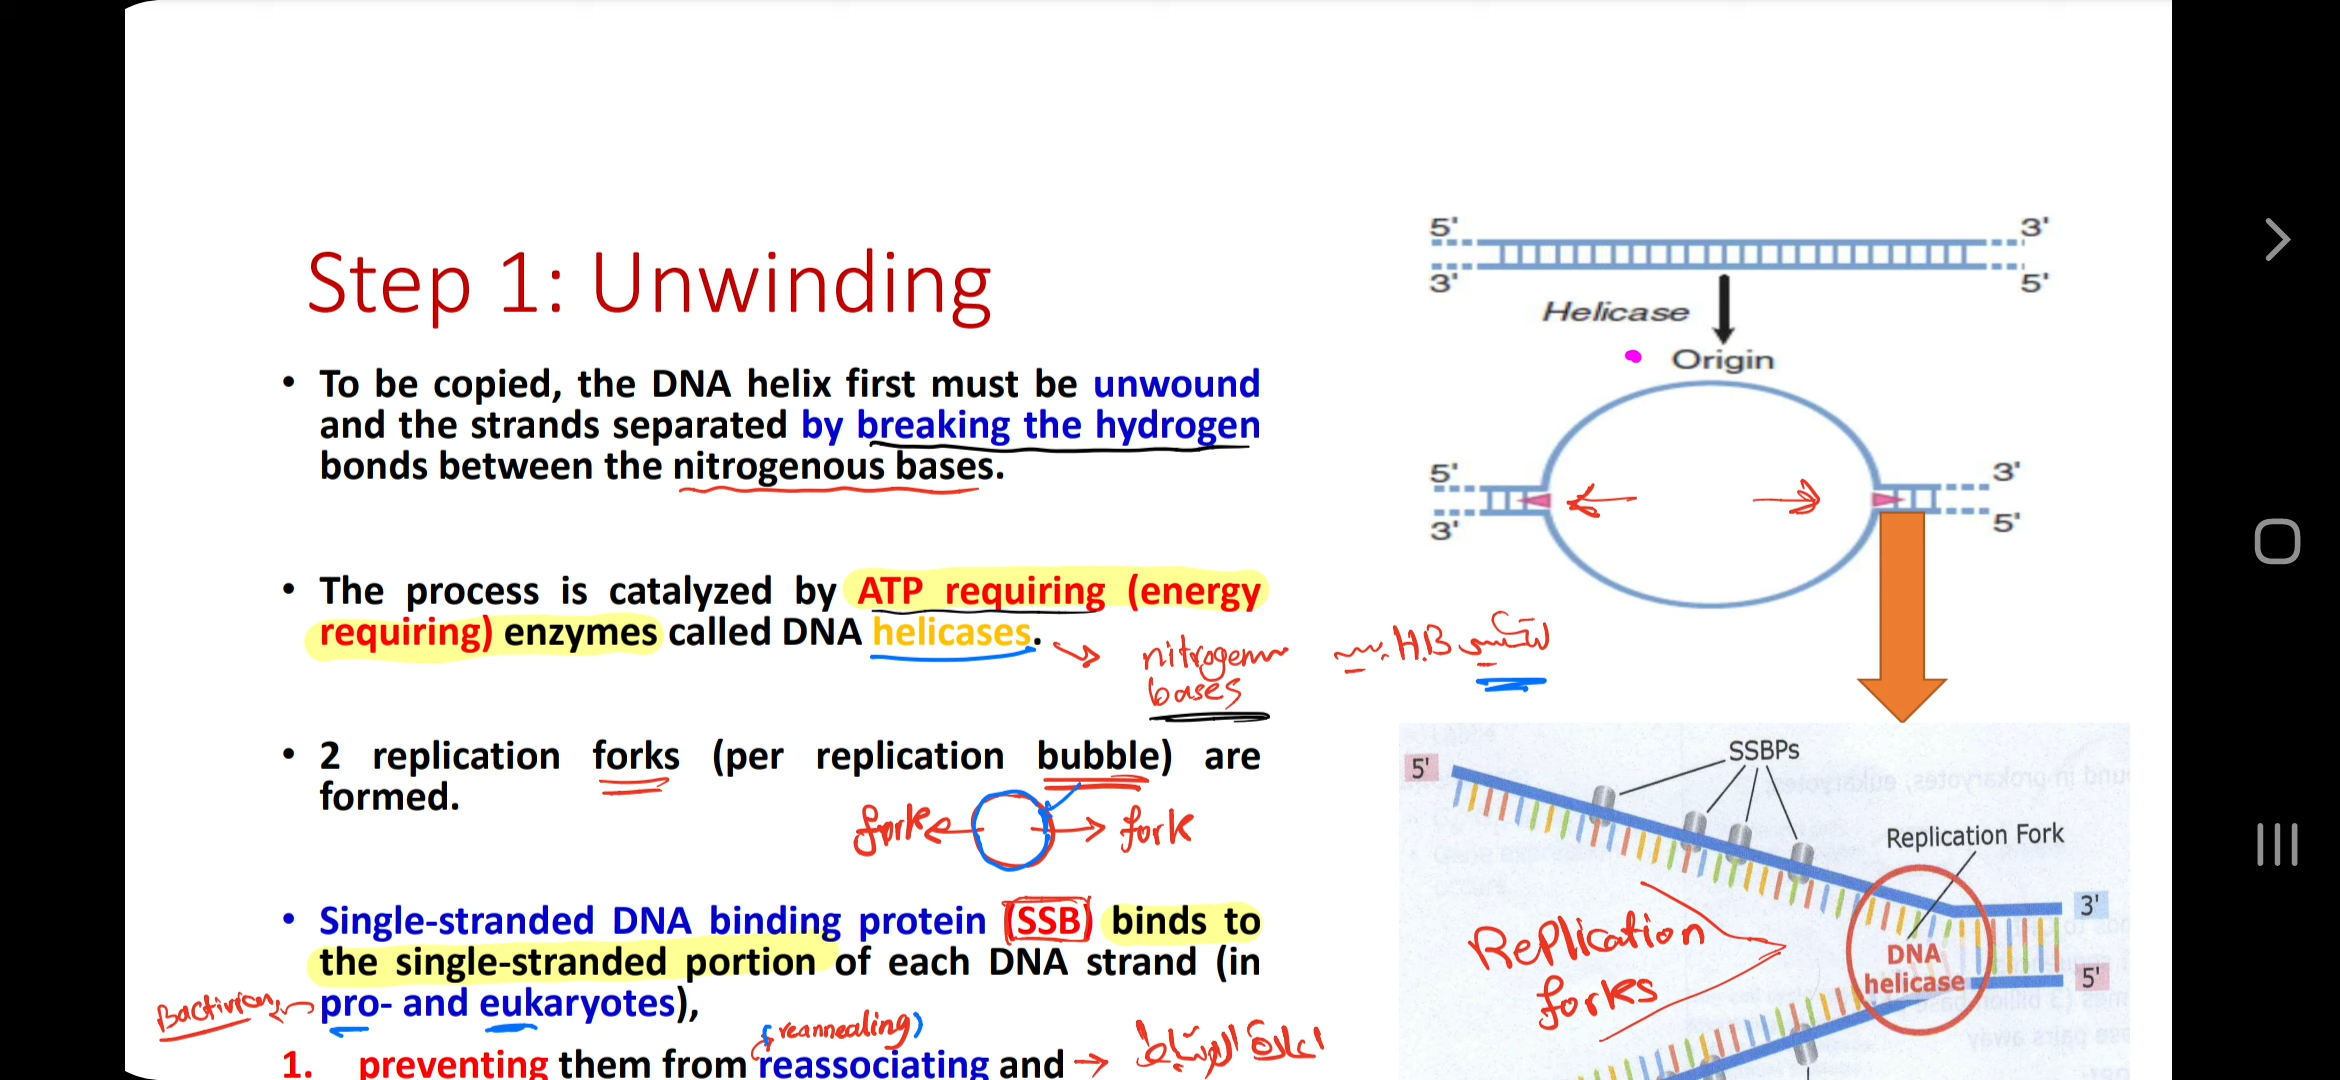 Step 1: Unwinding
• To be copied, the DNA helix first must be unwound
and the strands separated by breaking the hydrogen
bonds between the nitrogenous bases.
• The process is catalyzed by ATP requiring (energy
requiring) enzymes called DNA helicases.
nitrogenous
bases
H.B
• 2 replication forks (per replication bubble) are
formed.
fork
fork
• Single-stranded DNA binding protein (SSB) binds to
the single-stranded portion of each DNA strand (in
pro- and eukaryotes),
(reannealing)
1. preventing them from reassociating and
اعادة الارتباط
5' 3'
3' 5'
Helicase
Origin
5' 3'
3' 5'
SSBPs
5'
Replication Fork
3'
DNA
helicase
5'
Replication
forks